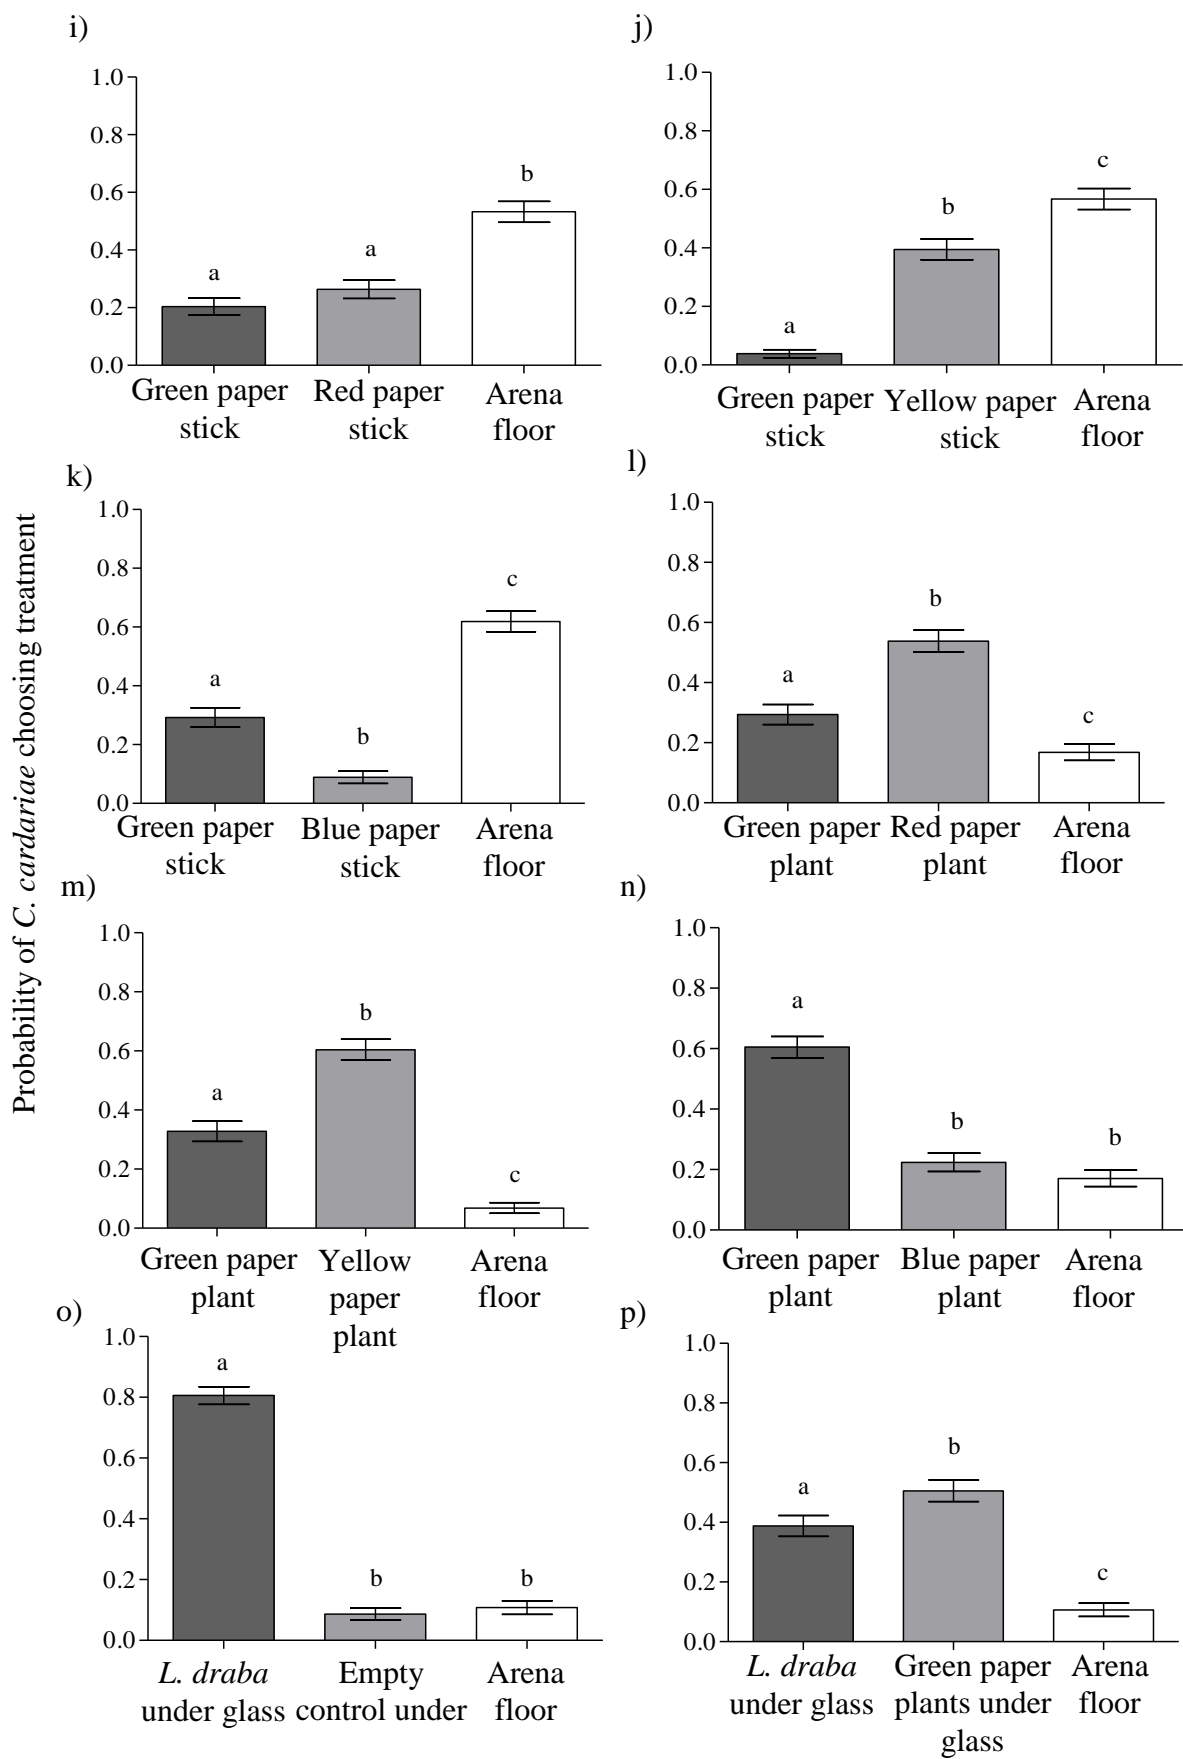 i)
1.0
0.8
0.6
0.4
0.2
0.0
a
a
b
Green paper
stick
Red paper
stick
Arena
floor
j)
1.0
0.8
0.6
0.4
0.2
0.0
a
b
c
Green paper
stick
Yellow paper
stick
Arena
floor
Probability of C. cardariae choosing treatment
k)
1.0
0.8
0.6
0.4
0.2
0.0
a
b
c
Green paper
stick
Blue paper
stick
Arena
floor
l)
1.0
0.8
0.6
0.4
0.2
0.0
a
b
c
Green paper
plant
Red paper
plant
Arena
floor
m)
1.0
0.8
0.6
0.4
0.2
0.0
a
b
c
Green paper
plant
Yellow
paper
plant
Arena
floor
n)
1.0
0.8
0.6
0.4
0.2
0.0
a
b
b
Green paper
plant
Blue paper
plant
Arena
floor
o)
1.0
0.8
0.6
0.4
0.2
0.0
a
b
b
L. draba
under glass
Empty
control under
Arena
floor
p)
1.0
0.8
0.6
0.4
0.2
0.0
a
b
c
L. draba
under glass
Green paper
plants under
glass
Arena
floor